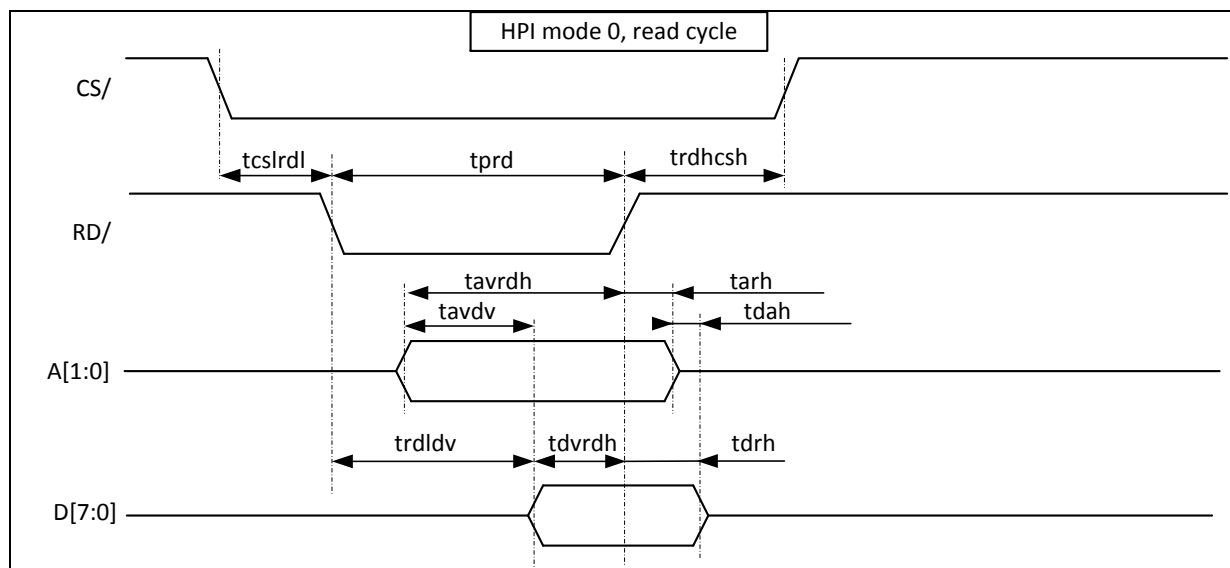 HPI mode 0, read cycle
CS/
tcslrdl
tprd
trdhcsh
RD/
tavrdh
tarh
tavdv
tdah
A[1:0]
trdldv
tdvrdh
tdrh
D[7:0]